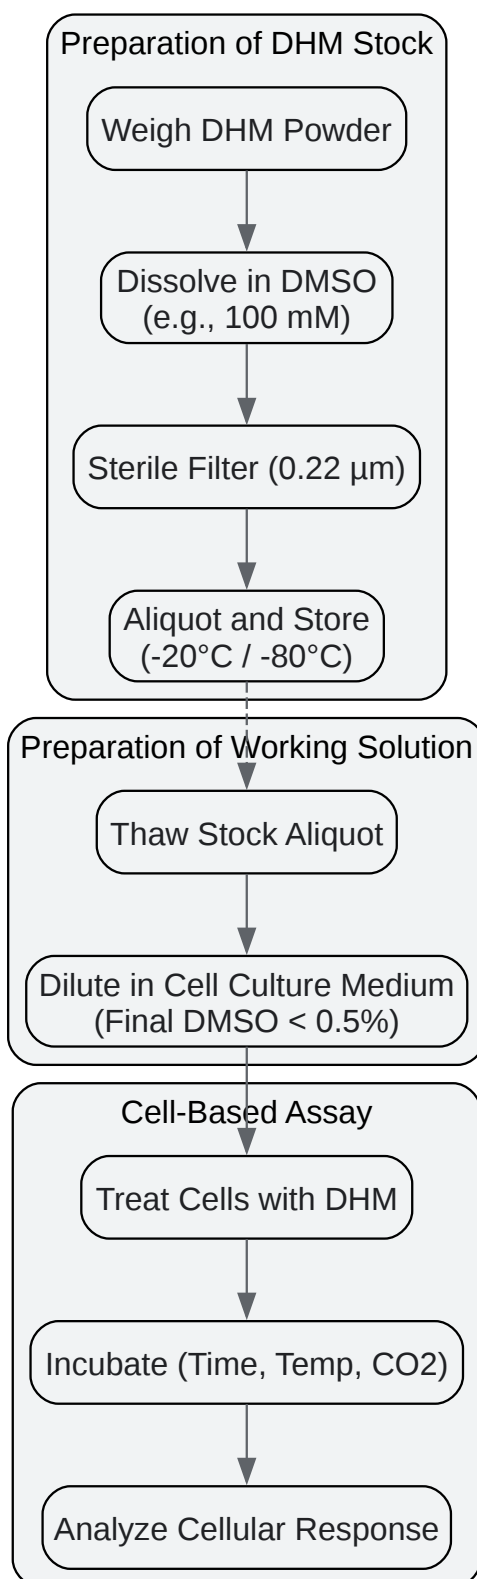 Preparation of DHM Stock
Weigh DHM Powder
Dissolve in DMSO
(e.g., 100 mM)
Sterile Filter (0.22 µm)
Aliquot and Store
(-20°C / -80°C)
Preparation of Working Solution
Thaw Stock Aliquot
Dilute in Cell Culture Medium
(Final DMSO < 0.5%)
Cell-Based Assay
Treat Cells with DHM
Incubate (Time, Temp, CO2)
Analyze Cellular Response